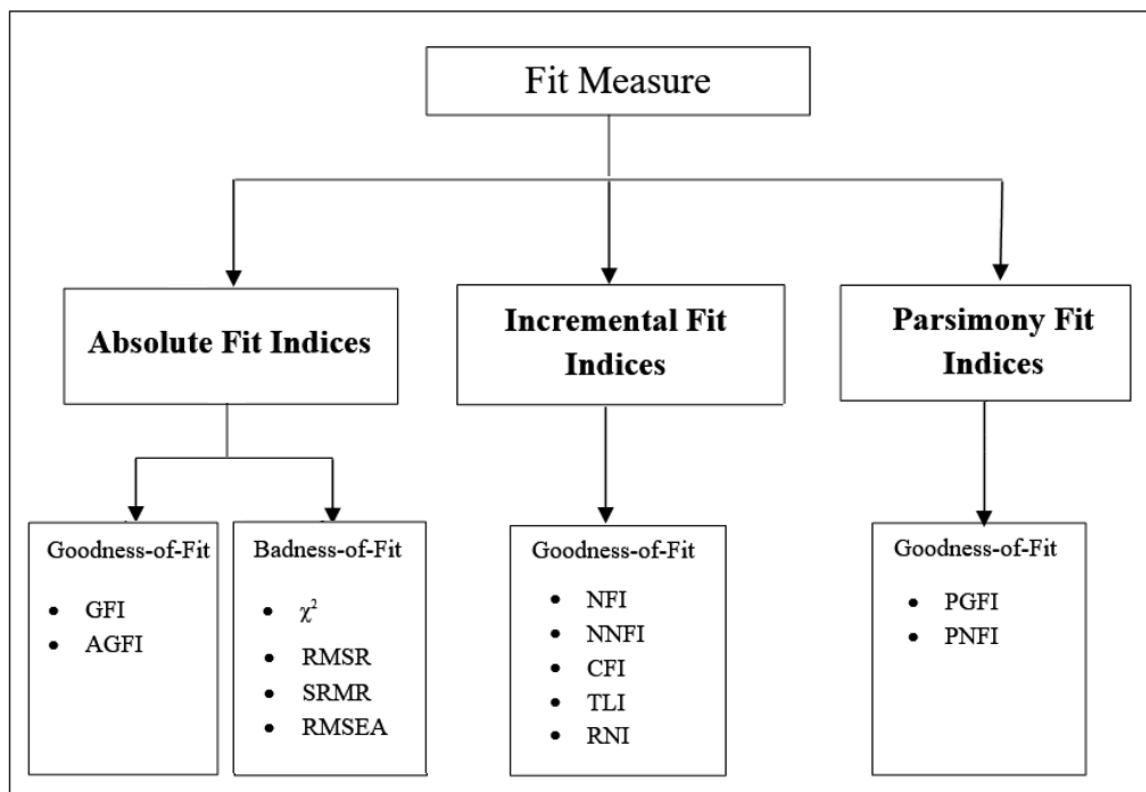 Fit Measure
Absolute Fit Indices
Incremental Fit
Indices
Parsimony Fit
Indices
Goodness-of-Fit
• GFI
• AGFI
Badness-of-Fit
• χ²
• RMSR
• SRMR
• RMSEA
Goodness-of-Fit
• NFI
• NNFI
• CFI
• TLI
• RNI
Goodness-of-Fit
• PGFI
• PNFI